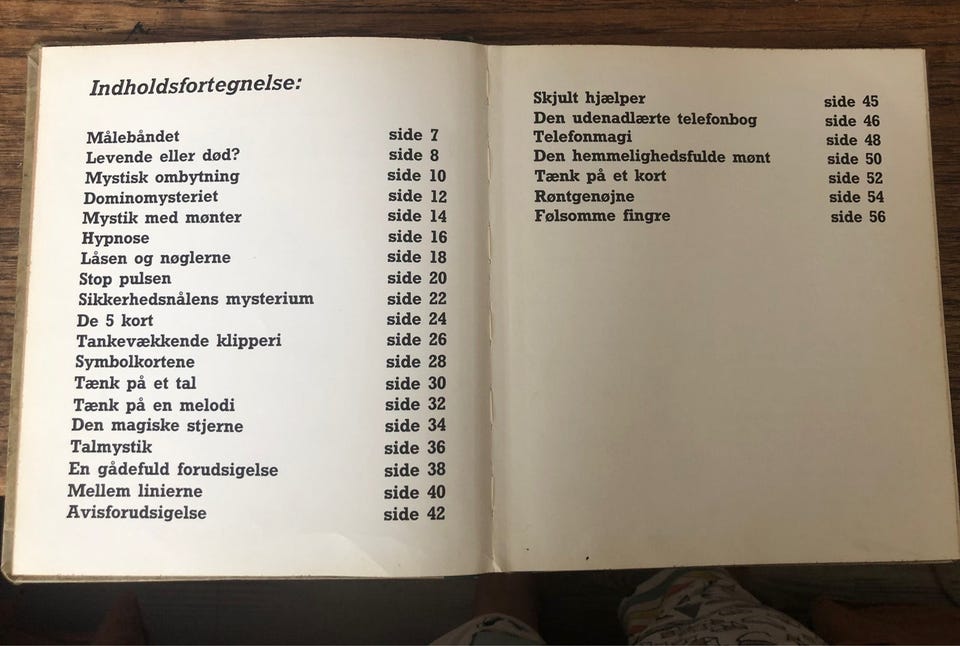 Indholdsfortegnelse:
Målebåndet side 7
Levende eller død? side 8
Mystisk ombytning side 10
Dominomysteriet side 12
Mystik med mønter side 14
Hypnose side 16
Låsen og nøglerne side 18
Stop pulsen side 20
Sikkerhedsnålens mysterium side 22
De 5 kort side 24
Tankevækkende klipperi side 26
Symbolkortene side 28
Tænk på et tal side 30
Tænk på en melodi side 32
Den magiske stjerne side 34
Talmystik side 36
En gådefuld forudsigelse side 38
Mellem linierne side 40
Avisforudsigelse side 42
Skjult hjælper side 45
Den udenadlærte telefonbog side 46
Telefonmagi side 48
Den hemmelighedsfulde mønt side 50
Tænk på et kort side 52
Røntgenøjne side 54
Følsomme fingre side 56